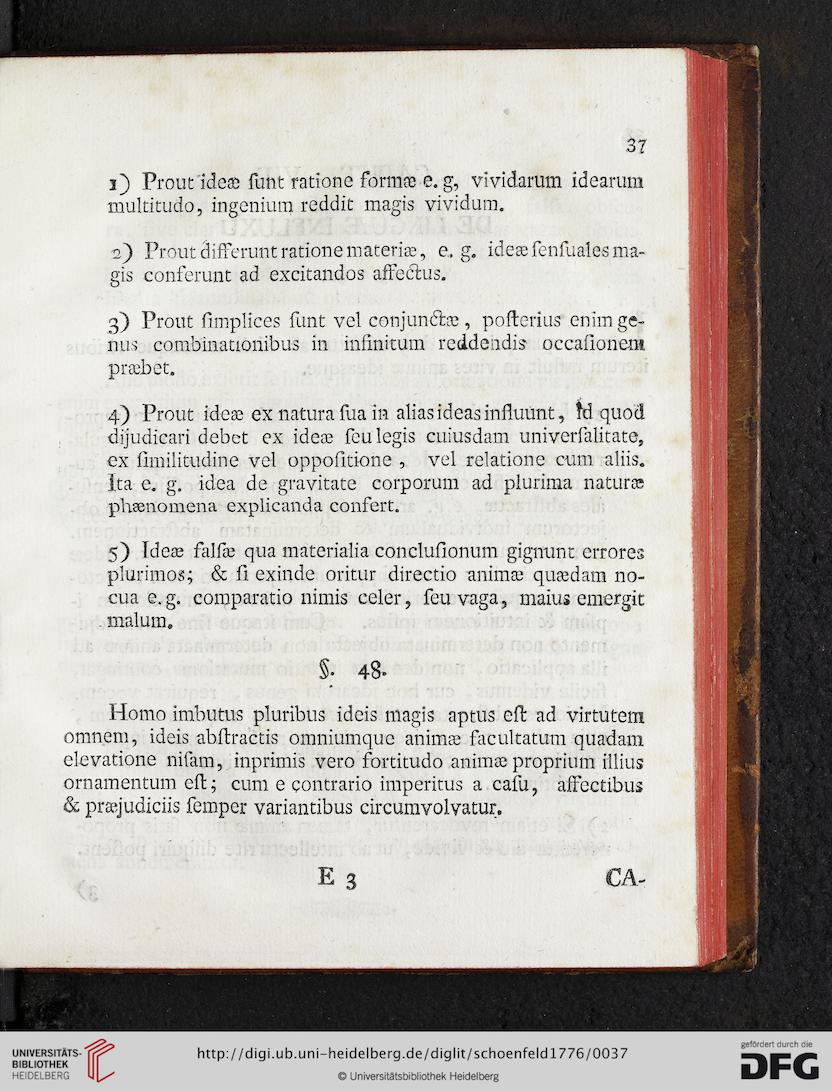 37
1) Prout ideæ ſunt ratione formæ e. g, vividarum idearum
multitudo, ingenium reddit magis vividum.
2) Prout differunt ratione materiæ, e. g. ideæ ſenſuales ma-
gis conferunt ad excitandos affectus.
3) Prout ſimplices ſunt vel conjunctæ, poſterius enim ge-
nus combinationibus in infinitum reddendis occaſionem
præbet.
4) Prout ideæ ex natura ſua in alias ideas influunt, Id quod
dijudicari debet ex ideæ ſeu legis cuiusdam univerſalitate,
ex ſimilitudine vel oppoſitione, vel relatione cum aliis.
Ita e. g. idea de gravitate corporum ad plurima naturæ
phænomena explicanda confert.
5) Ideæ falſæ qua materialia concluſionum gignunt errores
plurimos; & ſi exinde oritur directio animæ quædam no-
cua e. g. comparatio nimis celer, ſeu vaga, maius emergit
malum.
§. 48.
Homo imbutus pluribus ideis magis aptus eſt ad virtutem
omnem, ideis abſtractis omniumque animæ facultatum quadam
elevatione niſam, inprimis vero fortitudo animæ proprium illius
ornamentum eſt; cum e contrario imperitus a caſu, affectibus
& præjudiciis ſemper variantibus circumvolvatur.
E 3 CA-
UNIVERSITÄTS-
BIBLIOTHEK
HEIDELBERG
http://digi.ub.uni-heidelberg.de/diglit/schoenfeld1776/0037
© Universitätsbibliothek Heidelberg
gefördert durch die
DFG